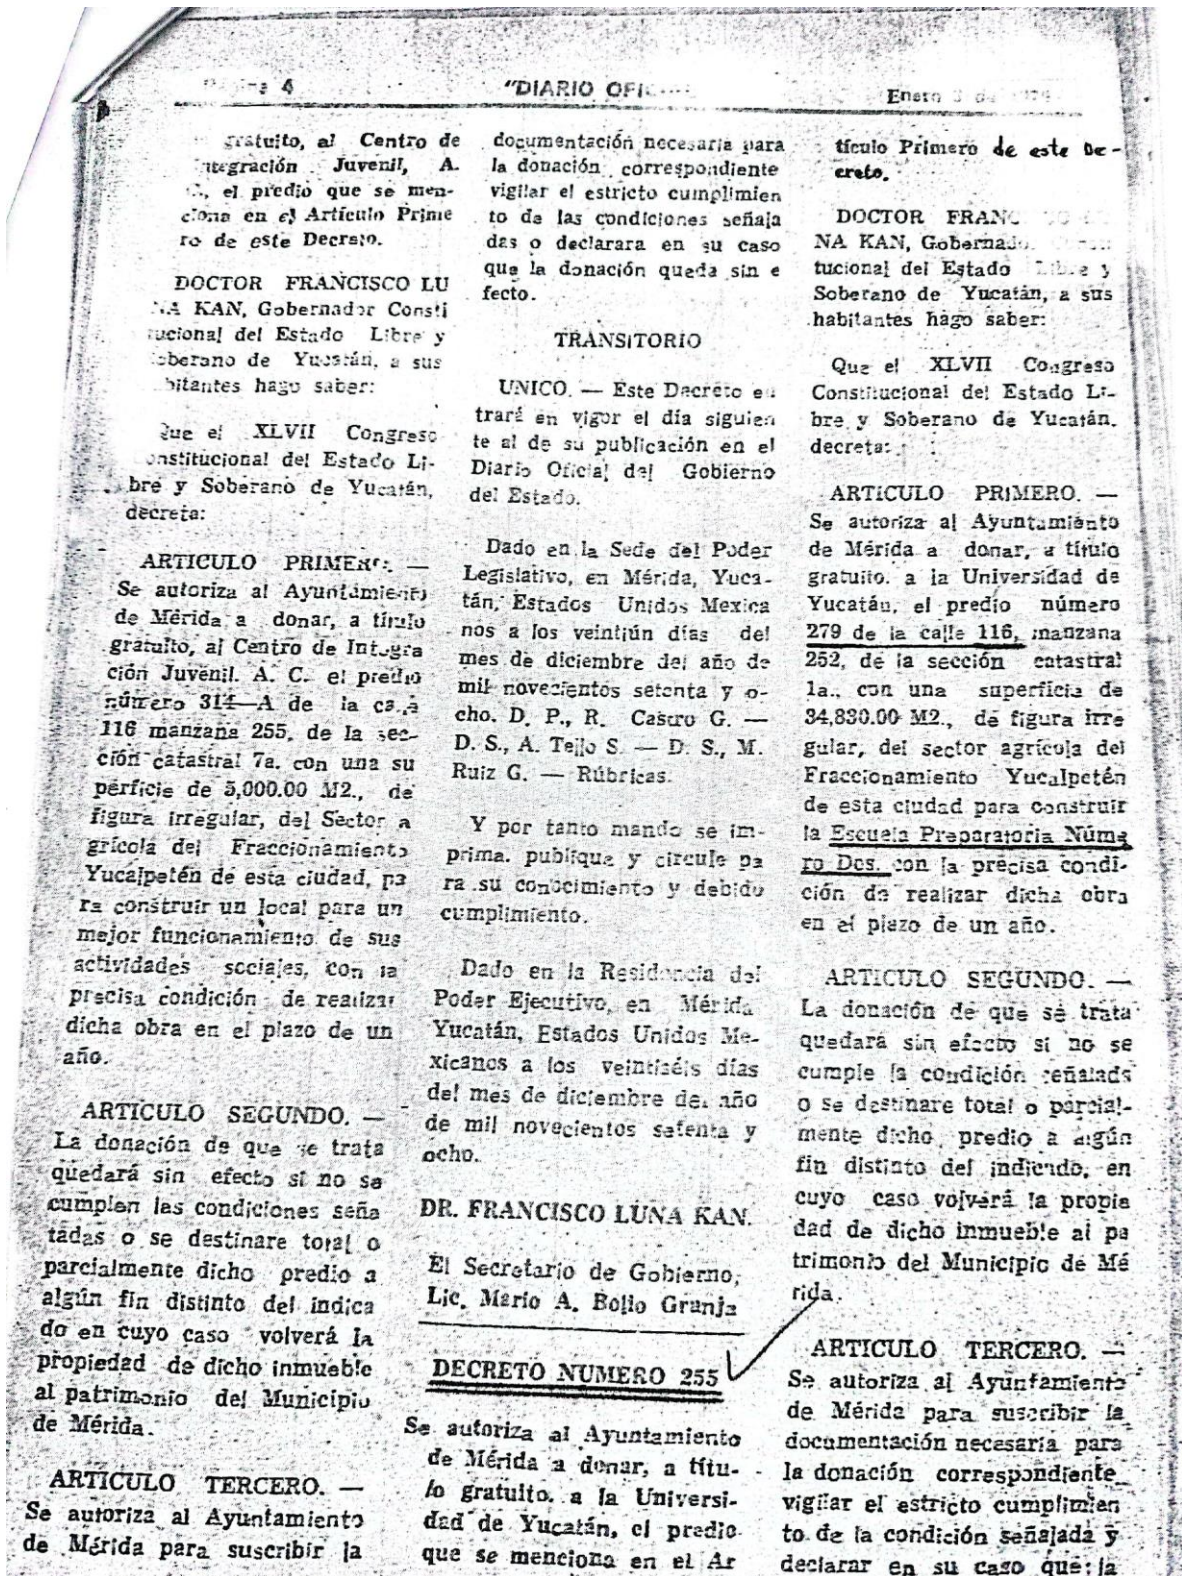 4
"DIARIO
Enero
gratuito, al Centro de
Integración Juvenil, A.
el predio que se men-
ciona en el Artículo Prime
ro de este Decreto.
DOCTOR FRANCISCO LU
NA KAN, Gobernador Consti
tucional del Estado Libre y
Soberano de Yucatán, a sus
habitantes hago saber:
Que el XLVII Congreso
Constitucional del Estado Li-
bre y Soberano de Yucatán,
decreta:
ARTICULO PRIMERO. —
Se autoriza al Ayuntamiento
de Mérida a donar, a título
gratuito, al Centro de Integra
ción Juvenil. A. C. el predio
número 314—A de la calle
116 manzana 255, de la sec-
ción catastral 7a. con una su
perficie de 5,000.00 M2., de
figura irregular, del Sector a
grícola del Fraccionamiento
Yucalpetén de esta ciudad, pa
ra construir un local para un
mejor funcionamiento de sus
actividades sociales, con la
precisa condición de realizar
dicha obra en el plazo de un
año.
ARTICULO SEGUNDO. —
La donación de que se trata
quedará sin efecto si no se
cumplen las condiciones seña
ladas o se destinare total o
parcialmente dicho predio a
algún fin distinto del indica
do en cuyo caso volverá la
propiedad de dicho inmueble
al patrimonio del Municipio
de Mérida.
ARTICULO TERCERO. —
Se autoriza al Ayuntamiento
de Mérida para suscribir la
documentación necesaria para
la donación correspondiente
vigilar el estricto cumplimien
to de las condiciones señala
das o declarara en su caso
que la donación queda sin e
fecto.
TRANSITORIO
UNICO. — Este Decreto en
trará en vigor el día siguien
te al de su publicación en el
Diario Oficial del Gobierno
del Estado.
Dado en la Sede del Poder
Legislativo, en Mérida, Yuca-
tán, Estados Unidos Mexica
nos a los veintiún días del
mes de diciembre del año de
mil novecientos setenta y o-
cho. D. P., R. Castro G. —
D. S., A. Tello S. — D. S., M.
Ruiz G. — Rúbricas.
Y por tanto mando se im-
prima. publique y circule pa
ra su conocimiento y debido
cumplimiento.
Dado en la Residencia del
Poder Ejecutivo, en Mérida
Yucatán, Estados Unidos Me-
xicanos a los veintiséis días
del mes de diciembre del año
de mil novecientos setenta y
ocho.
DR. FRANCISCO LUNA KAN.
El Secretario de Gobierno,
Lic. Mario A. Bolio Granja
DECRETO NUMERO 255
Se autoriza al Ayuntamiento
de Mérida a donar, a títu-
lo gratuito. a la Universi-
dad de Yucatán, el predio
que se menciona en el Ar
tículo Primero de este De-
creto.
DOCTOR
NA KAN, Gobernador
tucional del Estado Libre y
Soberano de Yucatán, a sus
habitantes hago saber:
Que el XLVII Congreso
Constitucional del Estado Li-
bre y Soberano de Yucatán.
decreta:
ARTICULO PRIMERO. —
Se autoriza al Ayuntamiento
de Mérida a donar, a título
gratuito. a la Universidad de
Yucatán, el predio número
279 de la calle 116, manzana
252, de la sección catastral
1a., con una superficie de
34,830.00 M2., de figura irre
gular, del sector agrícola del
Fraccionamiento Yucalpetén
de esta ciudad para construir
la Escuela Preparatoria Núme
ro Dos. con la precisa condi-
ción de realizar dicha obra
en el plazo de un año.
ARTICULO SEGUNDO. —
La donación de que se trata
quedará sin efecto si no se
cumple la condición señalada
o se destinare total o parcial-
mente dicho predio a algún
fin distinto del indicado, en
cuyo caso volverá la propie
dad de dicho inmueble al pa
trimonio del Municipio de Mé
rida.
ARTICULO TERCERO. —
Se autoriza al Ayuntamiento
de Mérida para suscribir la
documentación necesaria para
la donación correspondiente
vigilar el estricto cumplimien
to de la condición señalada y
declarar en su caso que la